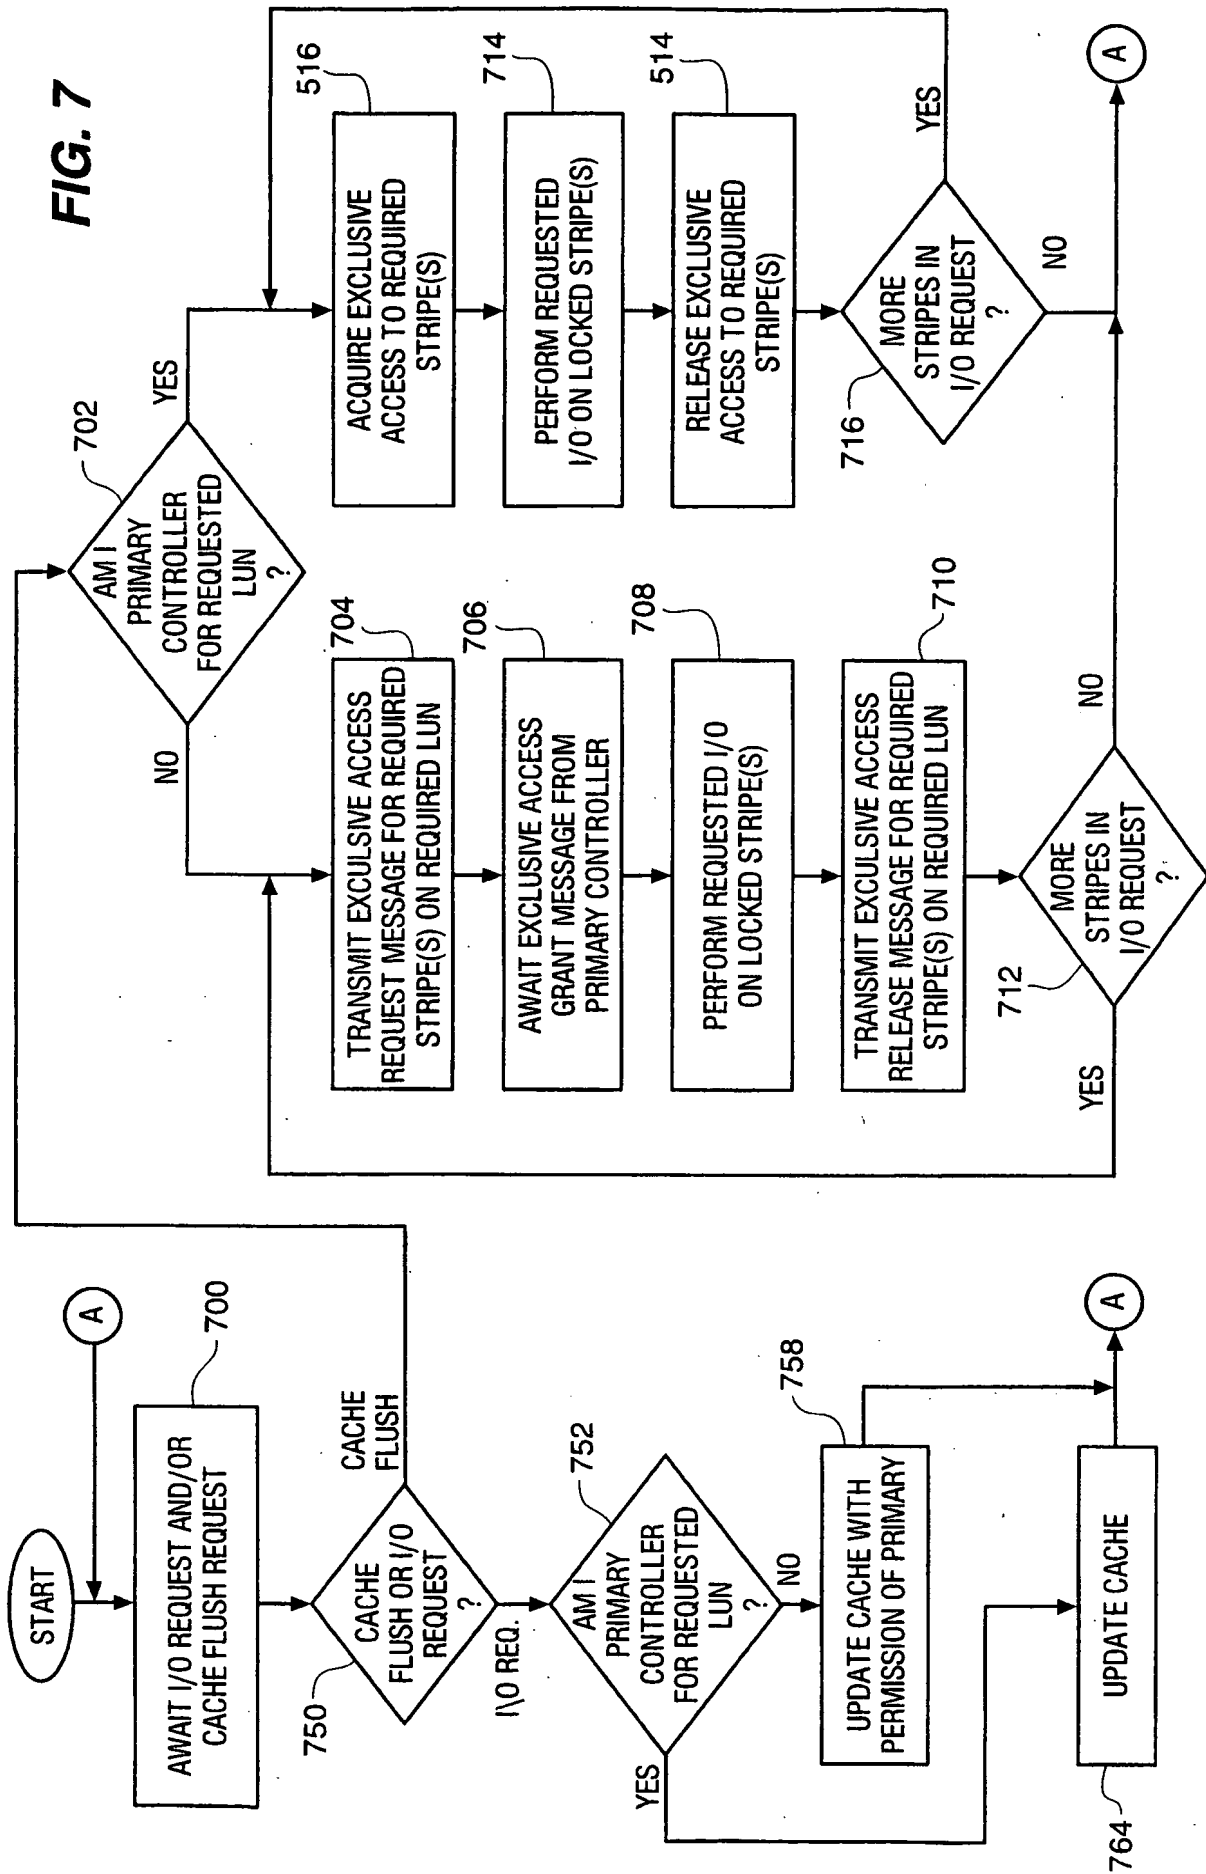 FIG. 7
START
A
AWAIT I/O REQUEST AND/OR
CACHE FLUSH REQUEST
700
CACHE
FLUSH OR I/O
REQUEST
?
750
CACHE
FLUSH
I\O REQ.
AM I
PRIMARY
CONTROLLER
FOR REQUESTED
LUN
?
752
NO
YES
UPDATE CACHE WITH
PERMISSION OF PRIMARY
758
UPDATE CACHE
764
A
AM I
PRIMARY
CONTROLLER
FOR REQUESTED
LUN
?
702
NO
YES
TRANSMIT EXCULSIVE ACCESS
REQUEST MESSAGE FOR REQUIRED
STRIPE(S) ON REQUIRED LUN
704
AWAIT EXCLUSIVE ACCESS
GRANT MESSAGE FROM
PRIMARY CONTROLLER
706
PERFORM REQUESTED I/O
ON LOCKED STRIPE(S)
708
TRANSMIT EXCULSIVE ACCESS
RELEASE MESSAGE FOR REQUIRED
STRIPE(S) ON REQUIRED LUN
710
MORE
STRIPES IN
I/O REQUEST
?
712
YES
NO
ACQUIRE EXCLUSIVE
ACCESS TO REQUIRED
STRIPE(S)
516
PERFORM REQUESTED
I/O ON LOCKED STRIPE(S)
714
RELEASE EXCLUSIVE
ACCESS TO REQUIRED
STRIPE(S)
514
MORE
STRIPES IN
I/O REQUEST
?
716
YES
NO
A